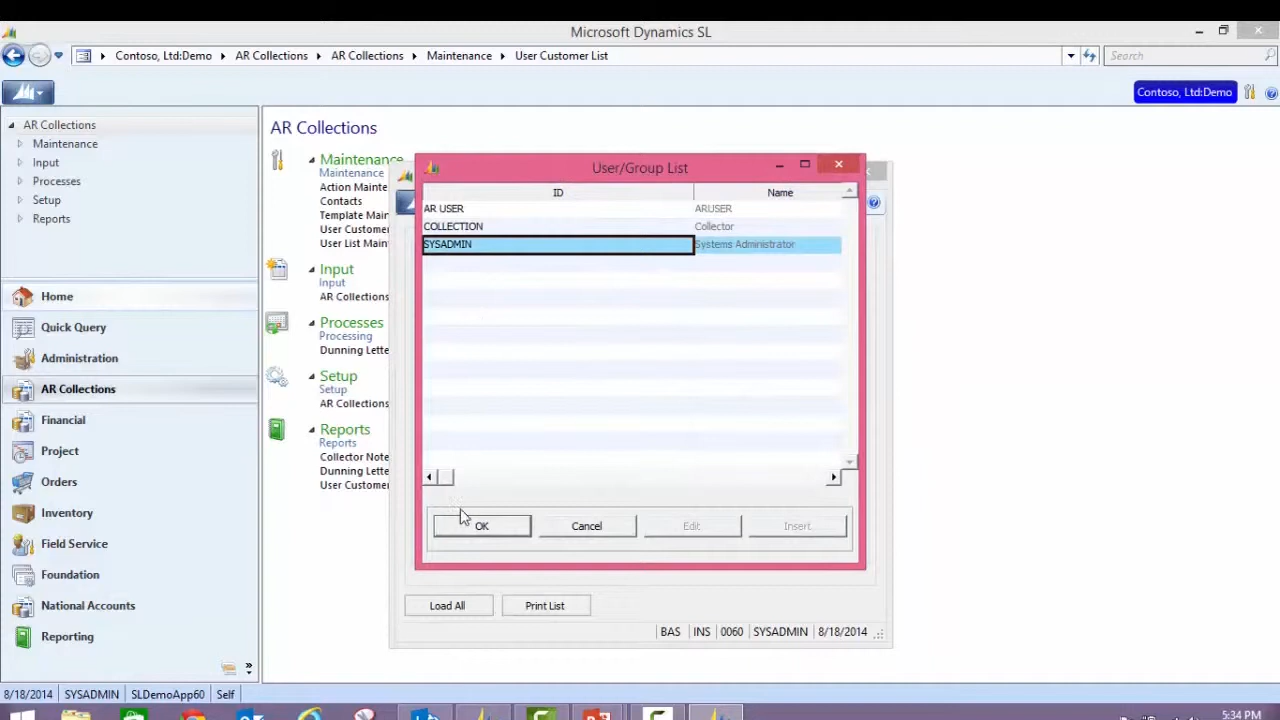 Microsoft Dynamics SL
Contoso, Ltd:Demo AR Collections AR Collections Maintenance User Customer List
Search
Contoso, Ltd:Demo
AR Collections
Maintenance
Input
Processes
Setup
Reports
Home
Quick Query
Administration
AR Collections
Financial
Project
Orders
Inventory
Field Service
Foundation
National Accounts
Reporting
AR Collections
Maintenance
Maintenance
Action Mainte
Contacts
Template Main
User Custome
User List Main
Input
Input
AR Collections
Processes
Processing
Dunning Lette
Setup
Setup
AR Collections
Reports
Reports
Collector Note
Dunning Lette
User Custome
User/Group List
ID Name
AR USER ARUSER
COLLECTION Collector
SYSADMIN Systems Administrator
OK Cancel Edit Insert
Load All Print List
BAS INS 0060 SYSADMIN 8/18/2014
8/18/2014 SYSADMIN SLDemoApp60 Self
5:34 PM